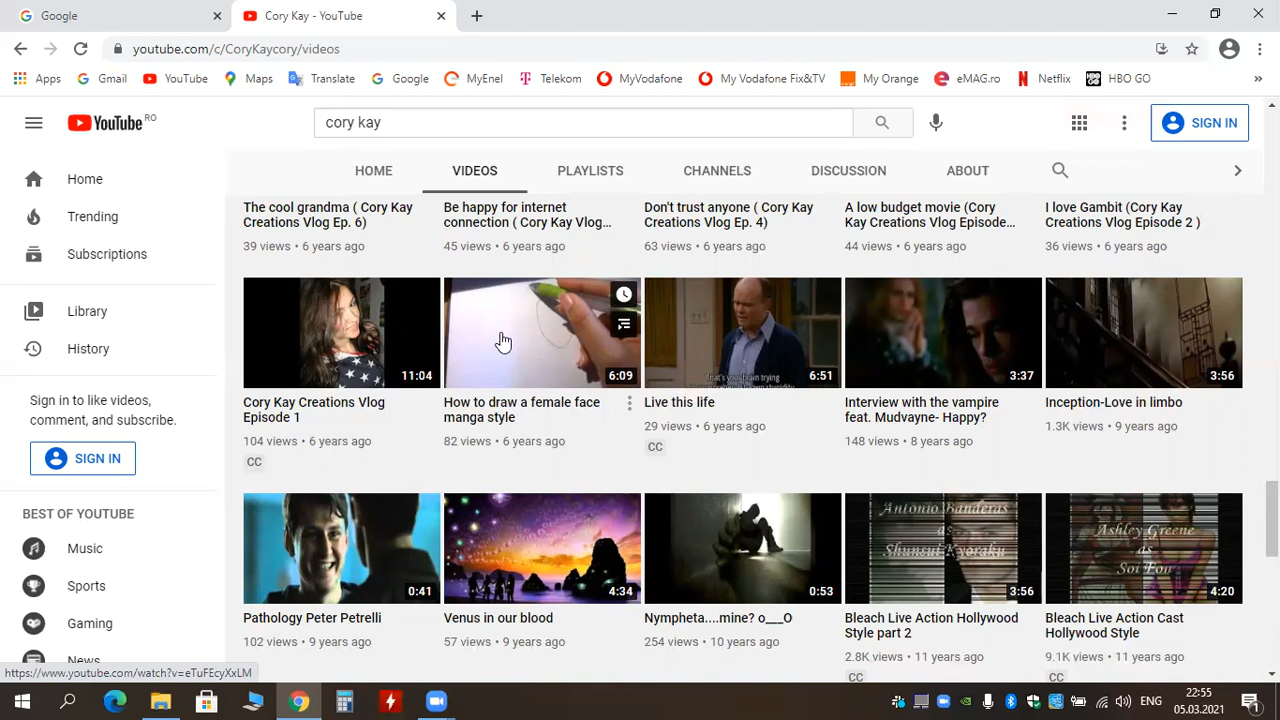 Google
Cory Kay - YouTube
youtube.com/c/CoryKaycory/videos
Apps Gmail YouTube Maps Translate Google MyEnel Telekom MyVodafone My Vodafone Fix&TV My Orange eMAG.ro Netflix HBO GO »
YouTube RO
cory kay
SIGN IN
HOME VIDEOS PLAYLISTS CHANNELS DISCUSSION ABOUT
Home
Trending
Subscriptions
Library
History
Sign in to like videos,
comment, and subscribe.
SIGN IN
BEST OF YOUTUBE
Music
Sports
Gaming
News
The cool grandma ( Cory Kay
Creations Vlog Ep. 6)
39 views • 6 years ago
Be happy for internet
connection ( Cory Kay Vlog...
45 views • 6 years ago
Don't trust anyone ( Cory Kay
Creations Vlog Ep. 4)
63 views • 6 years ago
A low budget movie (Cory
Kay Creations Vlog Episode...
44 views • 6 years ago
I love Gambit (Cory Kay
Creations Vlog Episode 2 )
36 views • 6 years ago
11:04
Cory Kay Creations Vlog
Episode 1
104 views • 6 years ago
CC
6:09
How to draw a female face
manga style
82 views • 6 years ago
That's your brain trying
6:51
Live this life
29 views • 6 years ago
CC
3:37
Interview with the vampire
feat. Mudvayne- Happy?
148 views • 8 years ago
3:56
Inception-Love in limbo
1.3K views • 9 years ago
0:41
Pathology Peter Petrelli
102 views • 9 years ago
4:34
Venus in our blood
57 views • 9 years ago
0:53
Nympheta....mine? o___O
254 views • 10 years ago
Antonio Banderas
as
Shunsui Kyoraku
3:56
Bleach Live Action Hollywood
Style part 2
2.8K views • 11 years ago
CC
Ashley Greene
as
Soi Fon
4:20
Bleach Live Action Cast
Hollywood Style
9.1K views • 11 years ago
CC
https://www.youtube.com/watch?v=eTuFEcyXxLM
ENG
22:55
05.03.2021
1